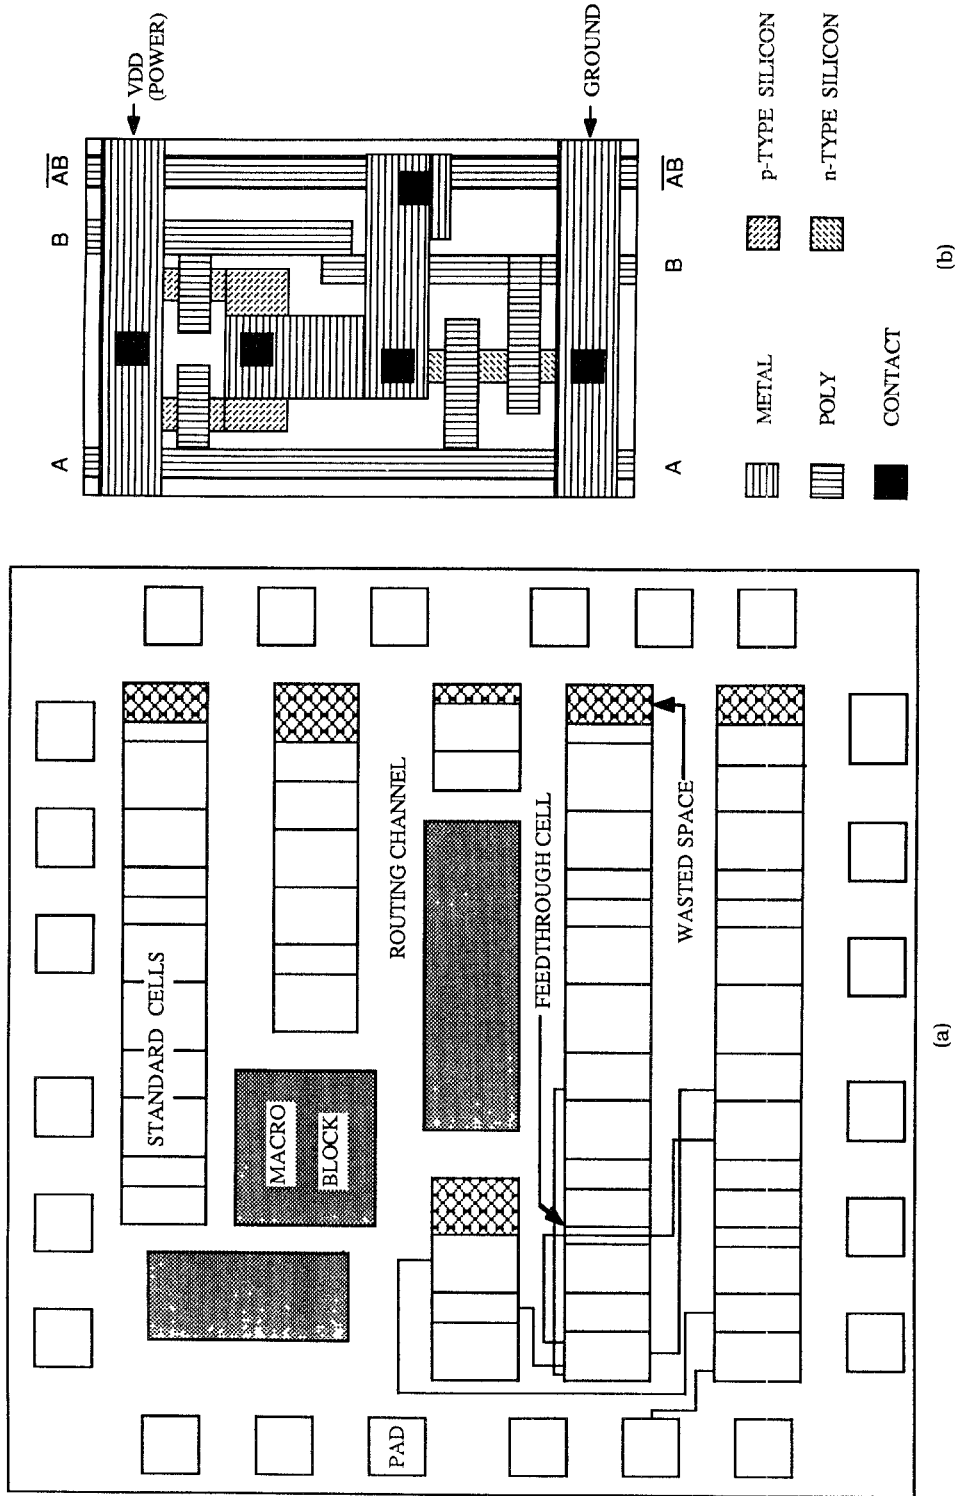 STANDARD CELLS
MACRO
BLOCK
ROUTING CHANNEL
FEEDTHROUGH CELL
WASTED SPACE
PAD
(a)
A
B
AB
VDD
(POWER)
GROUND
A
B
AB
METAL
POLY
CONTACT
p-TYPE SILICON
n-TYPE SILICON
(b)